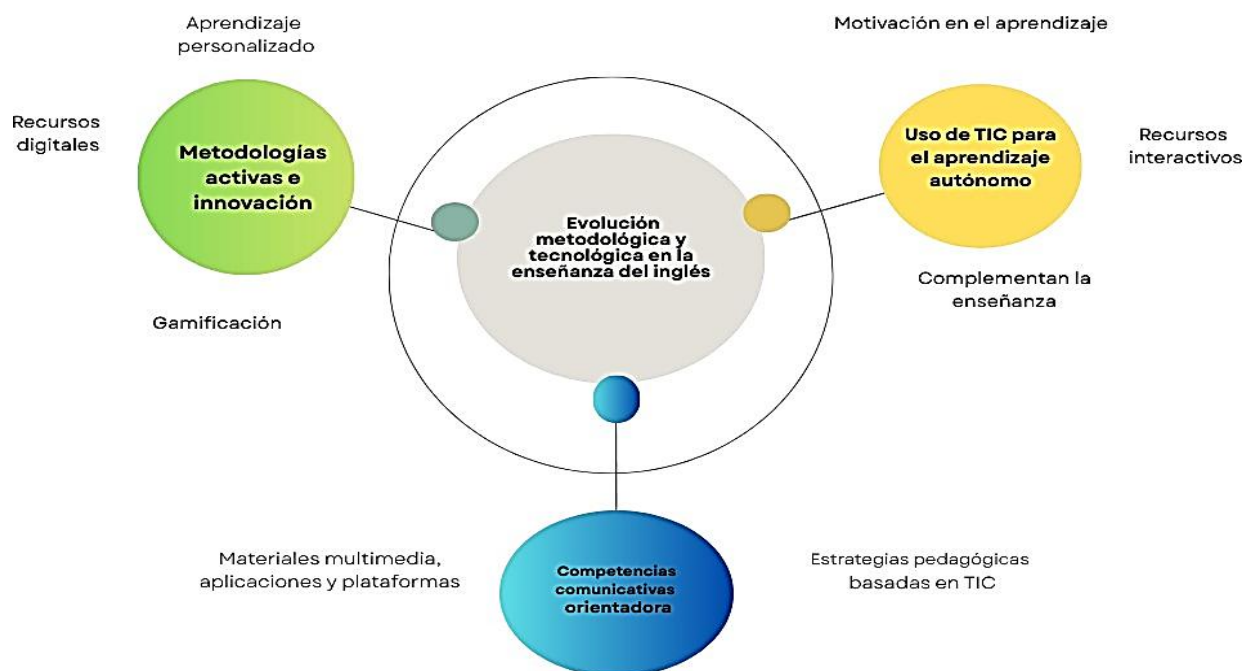 Aprendizaje
personalizado
Recursos
digitales
Metodologías
activas e
innovación
Gamificación
Motivación en el aprendizaje
Uso de TIC para
el aprendizaje
autónomo
Recursos
interactivos
Complementan la
enseñanza
Evolución
metodológica y
tecnológica en la
enseñanza del inglés
Materiales multimedia,
aplicaciones y plataformas
Competencias
comunicativas
orientadora
Estrategias pedagógicas
basadas en TIC